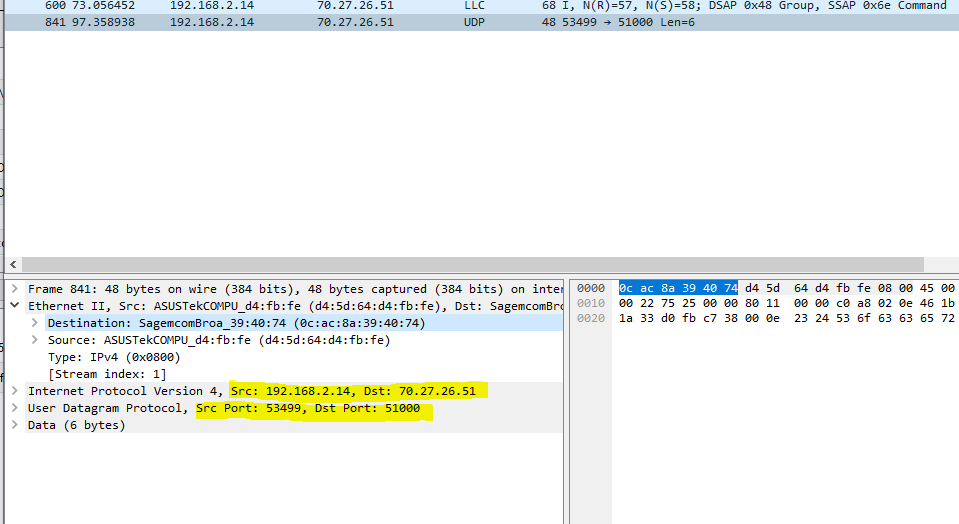 600 73.056452 192.168.2.14 70.27.26.51 LLC 68 I, N(R)=57, N(S)=58; DSAP 0x48 Group, SSAP 0x6e Command
841 97.358938 192.168.2.14 70.27.26.51 UDP 48 53499 → 51000 Len=6
Frame 841: 48 bytes on wire (384 bits), 48 bytes captured (384 bits) on inter
Ethernet II, Src: ASUSTekCOMPU_d4:fb:fe (d4:5d:64:d4:fb:fe), Dst: SagemcomBro
Destination: SagemcomBroa_39:40:74 (0c:ac:8a:39:40:74)
Source: ASUSTekCOMPU_d4:fb:fe (d4:5d:64:d4:fb:fe)
Type: IPv4 (0x0800)
[Stream index: 1]
Internet Protocol Version 4, Src: 192.168.2.14, Dst: 70.27.26.51
User Datagram Protocol, Src Port: 53499, Dst Port: 51000
Data (6 bytes)
0000 0c ac 8a 39 40 74 d4 5d 64 d4 fb fe 08 00 45 00
0010 00 22 75 25 00 00 80 11 00 00 c0 a8 02 0e 46 1b
0020 1a 33 d0 fb c7 38 00 0e 23 24 53 6f 63 63 65 72